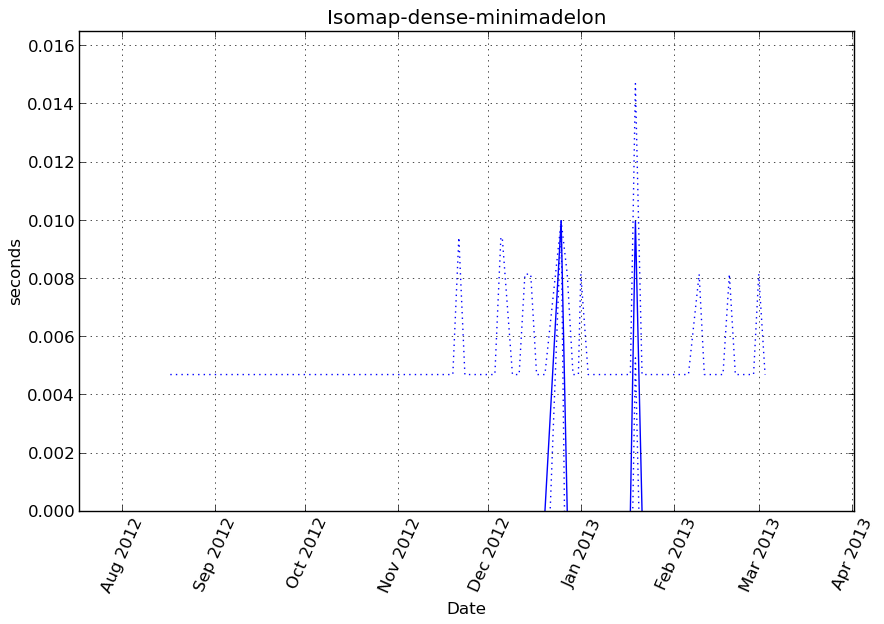 Isomap-dense-minimadelon
0.016
0.014
0.012
0.010
0.008
0.006
0.004
0.002
0.000
seconds
Aug 2012
Sep 2012
Oct 2012
Nov 2012
Dec 2012
Jan 2013
Feb 2013
Mar 2013
Apr 2013
Date